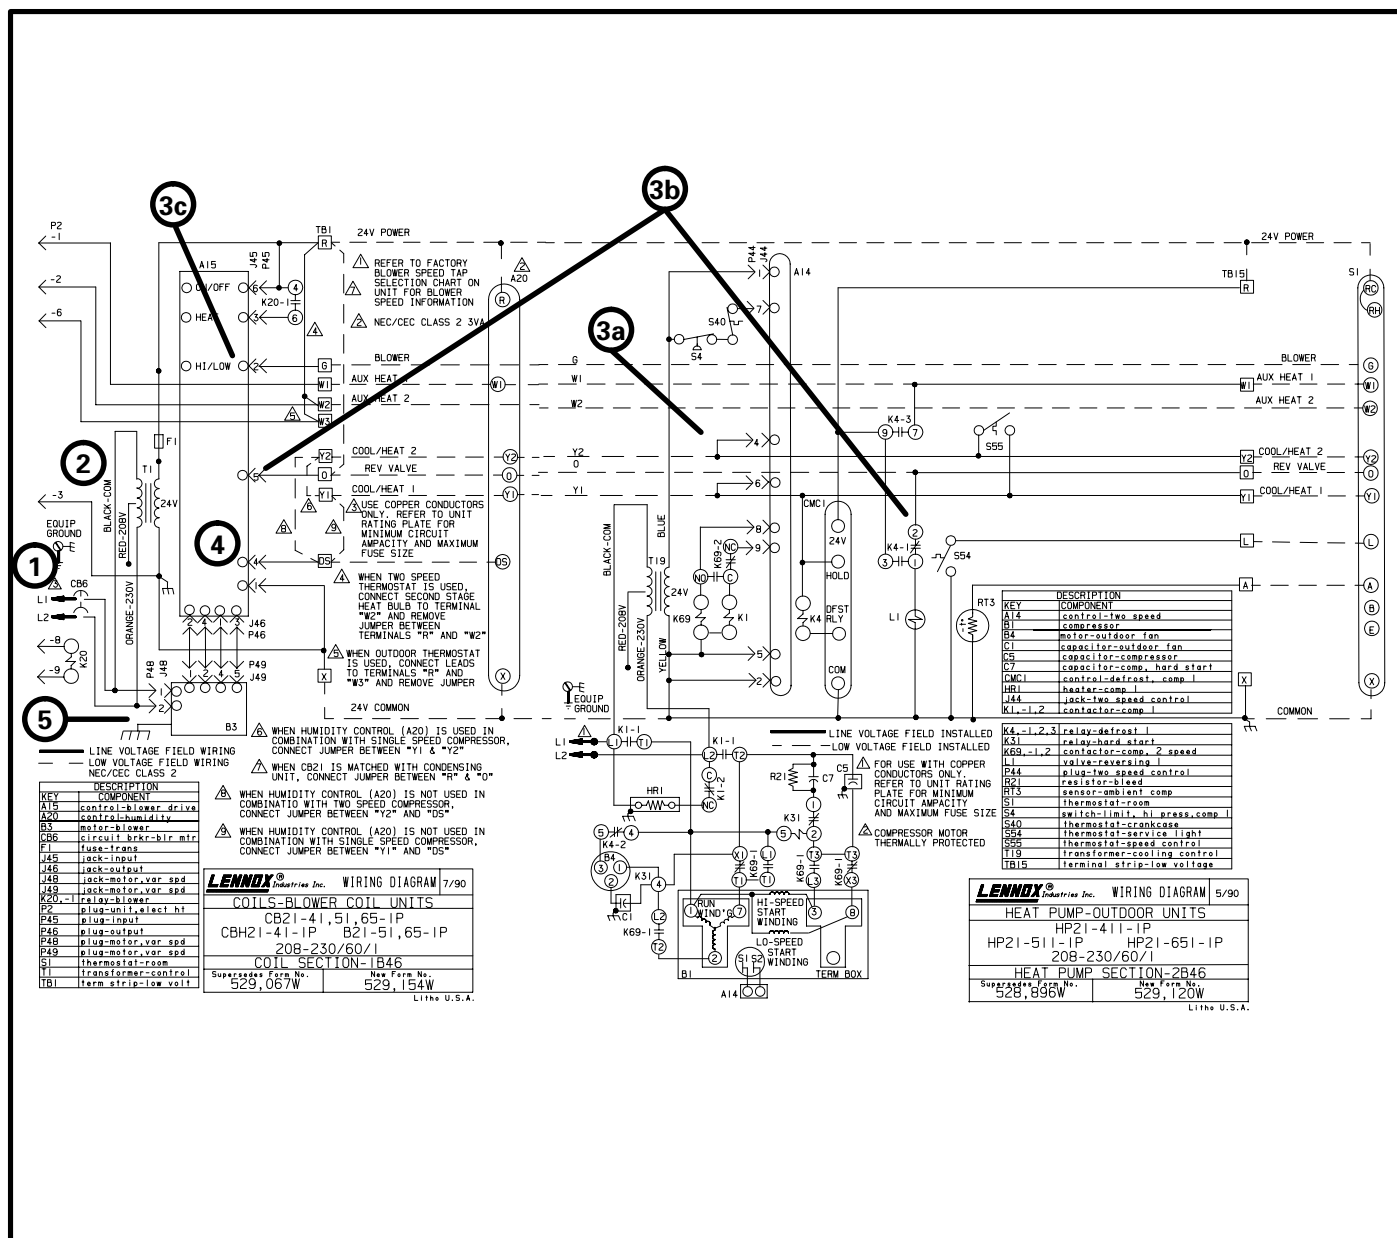 3c
3b
3a
2
4
1
5
P2
-1
-2
-6
-3
-8
-9
A15
J45
P45
ON/OFF
HEAT
HI/LOW
K20-1
TB1
24V POWER
24V POWER
REFER TO FACTORY
BLOWER SPEED TAP
SELECTION CHART ON
UNIT FOR BLOWER
SPEED INFORMATION
NEC/CEC CLASS 2 3VA
A20
P44
J44
A14
TB15
S1
S40
S4
BLOWER
G
BLOWER
AUX HEAT 1
W1
AUX HEAT 1
AUX HEAT 2
W2
AUX HEAT 2
K4-3
S55
COOL/HEAT 2
Y2
COOL/HEAT 2
REV VALVE
O
REV VALVE
COOL/HEAT 1
Y1
COOL/HEAT 1
F1
T1
24V
BLACK-COM
RED-208V
ORANGE-230V
EQUIP
GROUND
L1
L2
CB6
K20
USE COPPER CONDUCTORS
ONLY. REFER TO UNIT
RATING PLATE FOR
MINIMUM CIRCUIT
AMPACITY AND MAXIMUM
FUSE SIZE
WHEN TWO SPEED
THERMOSTAT IS USED,
CONNECT SECOND STAGE
HEAT BULB TO TERMINAL
"W2" AND REMOVE
JUMPER BETWEEN
TERMINALS "R" AND "W2"
WHEN OUTDOOR THERMOSTAT
IS USED, CONNECT LEADS
TO TERMINALS "R" AND
"W3" AND REMOVE JUMPER
J46
P46
P48
J48
P49
J49
B3
24V COMMON
COMMON
BLACK-COM
BLUE
T19
24V
RED-208V
ORANGE-230V
YELLOW
K69-2
K69
K1
CMC1
24V
HOLD
DFST
RLY
COM
K4
K4-1
L1
S54
RT3
WHEN HUMIDITY CONTROL (A20) IS USED IN
COMBINATION WITH SINGLE SPEED COMPRESSOR,
CONNECT JUMPER BETWEEN "Y1 & "Y2"
WHEN CB21 IS MATCHED WITH CONDENSING
UNIT, CONNECT JUMPER BETWEEN "R" & "O"
WHEN HUMIDITY CONTROL (A20) IS NOT USED IN
COMBINATIO WITH TWO SPEED COMPRESSOR,
CONNECT JUMPER BETWEEN "Y2" AND "DS"
WHEN HUMIDITY CONTROL (A20) IS NOT USED IN
COMBINATION WITH SINGLE SPEED COMPRESSOR,
CONNECT JUMPER BETWEEN "Y1" AND "DS"
LINE VOLTAGE FIELD WIRING
LOW VOLTAGE FIELD WIRING
NEC/CEC CLASS 2
DESCRIPTION
KEY COMPONENT
A15 control-blower drive
A20 control-humidity
B3 motor-blower
CB6 circuit brkr-blr mtr
F1 fuse-trans
J45 jack-input
J46 jack-output
J48 jack-motor,var spd
J49 jack-motor,var spd
K20,-1 relay-blower
P2 plug-unit,elect ht
P45 plug-input
P46 plug-output
P48 plug-motor,var spd
P49 plug-motor,var spd
S1 thermostat-room
T1 transformer-control
TB1 term strip-low volt
LENNOX® Industries Inc. WIRING DIAGRAM 7/90
COILS-BLOWER COIL UNITS
CB21-41,51,65-1P
CBH21-41-1P B21-51,65-1P
208-230/60/1
COIL SECTION-1B46
Supersedes Form No. New Form No.
529,067W 529,154W
Litho U.S.A.
EQUIP
GROUND
L1
L2
K1-1
K1-1
K1-2
HR1
K4-2
B4
K31
C1
K69-1
R21
C7
C5
K31
K69-1
K69-1
K69-1
RUN
WIND'G
HI-SPEED
START
WINDING
LO-SPEED
START
WINDING
S1 S2
B1
TERM BOX
A14
LINE VOLTAGE FIELD INSTALLED
LOW VOLTAGE FIELD INSTALLED
FOR USE WITH COPPER
CONDUCTORS ONLY.
REFER TO UNIT RATING
PLATE FOR MINIMUM
CIRCUIT AMPACITY
AND MAXIMUM FUSE SIZE
COMPRESSOR MOTOR
THERMALLY PROTECTED
DESCRIPTION
KEY COMPONENT
A14 control-two speed
B1 compressor
B4 motor-outdoor fan
C1 capacitor-outdoor fan
C5 capacitor-compressor
C7 capacitor-comp, hard start
CMC1 control-defrost, comp 1
HR1 heater-comp 1
J44 jack-two speed control
K1,-1,2 contactor-comp 1
K4,-1,2,3 relay-defrost 1
K31 relay-hard start
K69,-1,2 contactor-comp, 2 speed
L1 valve-reversing 1
P44 plug-two speed control
R21 resistor-bleed
RT3 sensor-ambient comp
S1 thermostat-room
S4 switch-limit, hi press,comp 1
S40 thermostat-crankcase
S54 thermostat-service light
S55 thermostat-speed control
T19 transformer-cooling control
TB15 terminal strip-low voltage
LENNOX® Industries Inc. WIRING DIAGRAM 5/90
HEAT PUMP-OUTDOOR UNITS
HP21-411-1P
HP21-511-1P HP21-651-1P
208-230/60/1
HEAT PUMP SECTION-2B46
Supersedes Form No. New Form No.
528,896W 529,120W
Litho U.S.A.